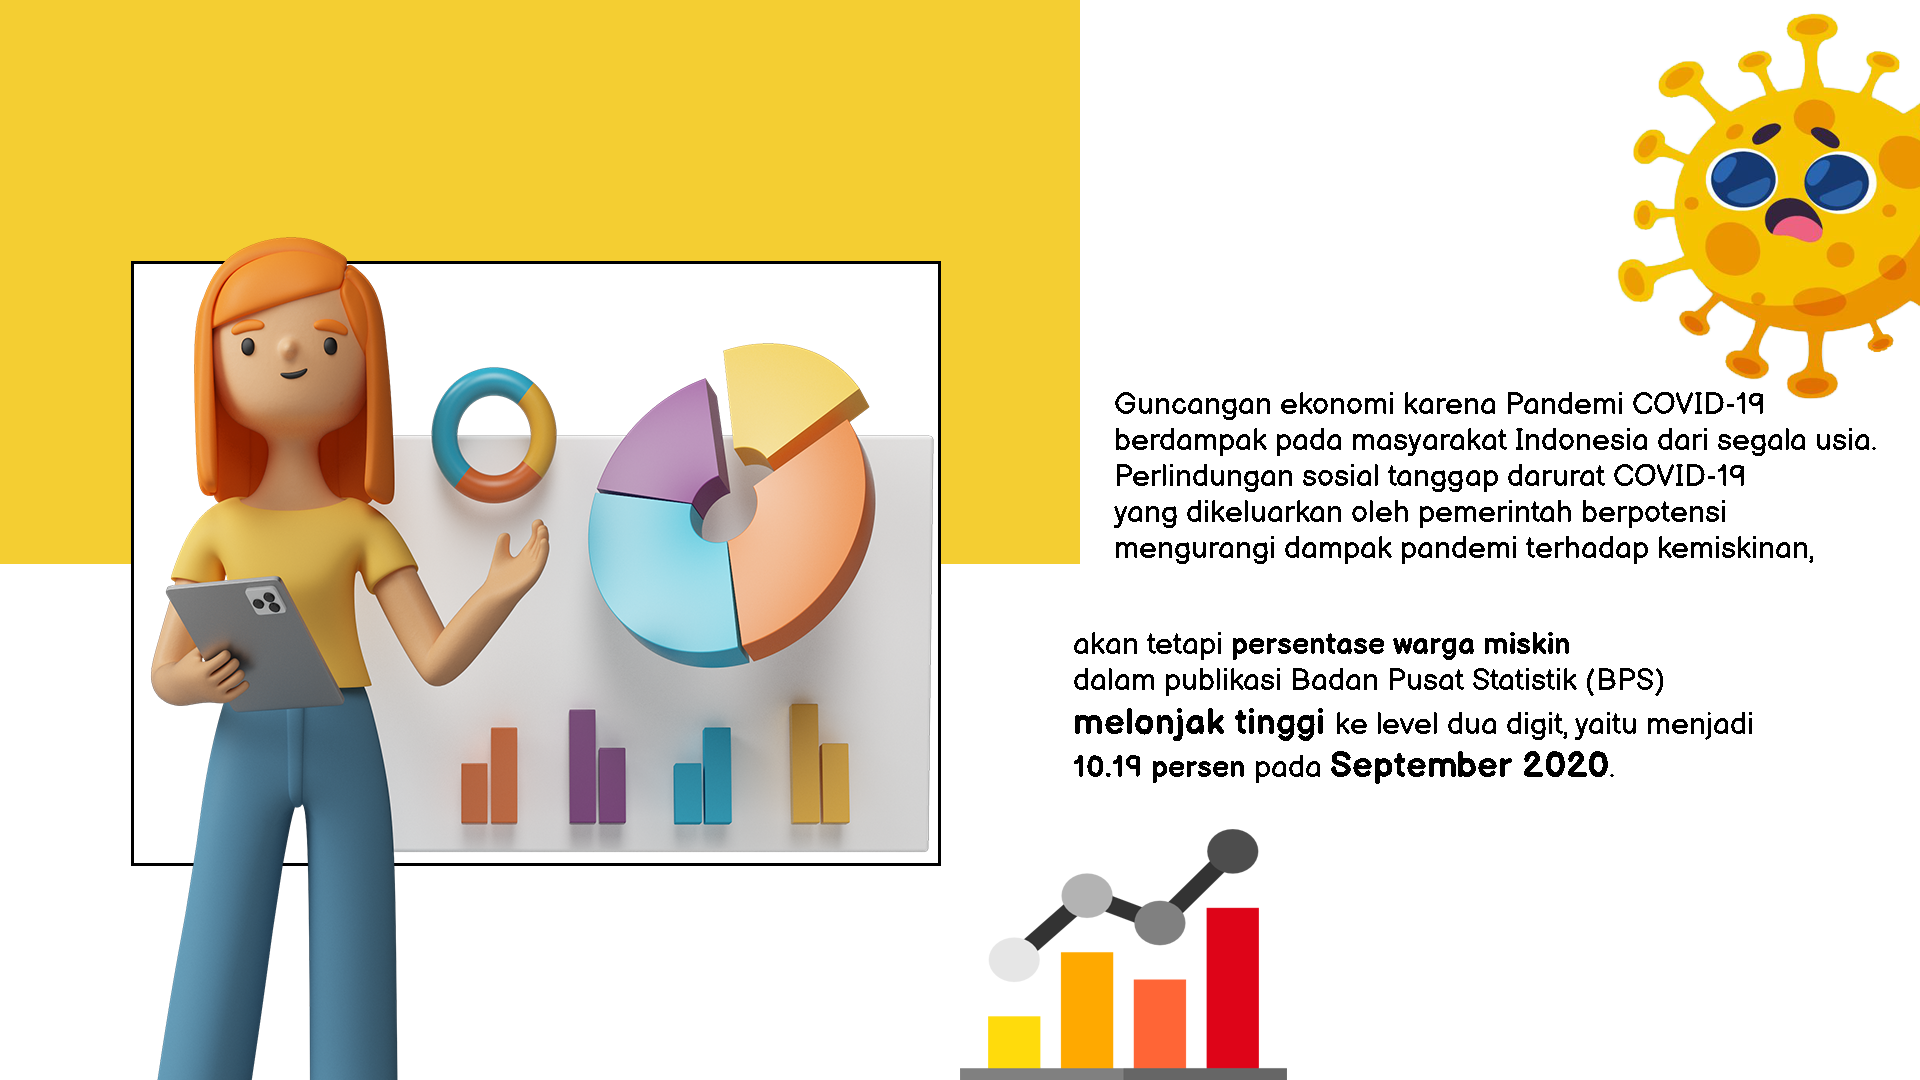 Guncangan ekonomi karena Pandemi COVID-19
berdampak pada masyarakat Indonesia dari segala usia.
Perlindungan sosial tanggap darurat COVID-19
yang dikeluarkan oleh pemerintah berpotensi
mengurangi dampak pandemi terhadap kemiskinan,
akan tetapi persentase warga miskin
dalam publikasi Badan Pusat Statistik (BPS)
melonjak tinggi ke level dua digit, yaitu menjadi
10.19 persen pada September 2020.